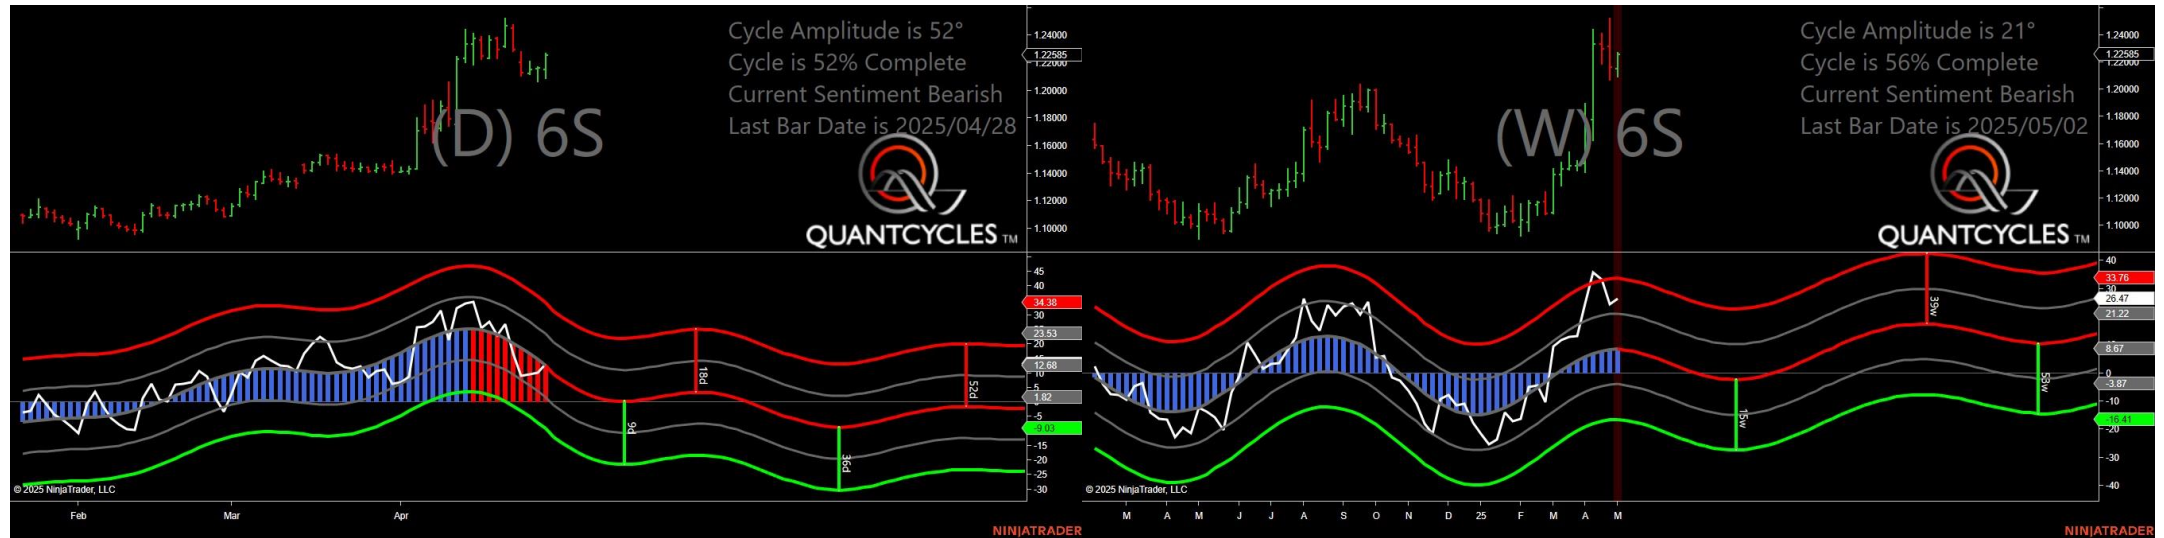 Cycle Amplitude is 52°
Cycle is 52% Complete
Current Sentiment Bearish
Last Bar Date is 2025/04/28
(D) 6S
QUANTCYCLES TM
1.24000
1.22585
1.22000
1.20000
1.18000
1.16000
1.14000
1.12000
1.10000
45
40
34.38
30
23.53
20
12.68
10
5
1.82
-5
-9.03
-15
-20
-25
-30
9d
18d
36d
52d
© 2025 NinjaTrader, LLC
Feb
Mar
Apr
NINJATRADER
Cycle Amplitude is 21°
Cycle is 56% Complete
Current Sentiment Bearish
Last Bar Date is 2025/05/02
(W) 6S
QUANTCYCLES TM
1.24000
1.22585
1.22000
1.20000
1.18000
1.16000
1.14000
1.12000
1.10000
40
33.76
30
26.47
21.22
8.67
0
-3.87
-10
-16.41
-20
-30
-40
15w
39w
53w
© 2025 NinjaTrader, LLC
M
A
M
J
J
A
S
O
N
D
25
F
M
A
M
NINJATRADER